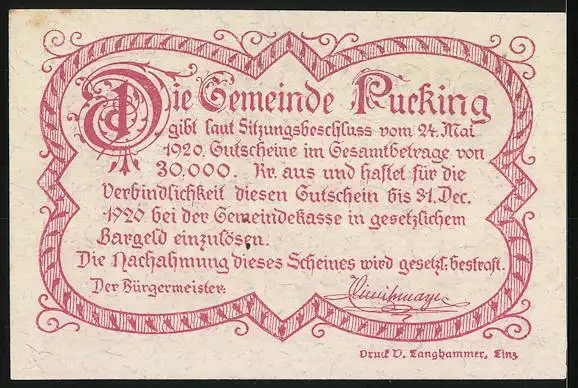 Die Gemeinde Pucking
gibt laut Sitzungsbeschluss vom 24. Mai
1920, Gutscheine im Gesamtbetrage von
30,000. Kr. aus und haftet für die
Verbindlichkeit diesen Gutschein bis 31. Dec.
1920 bei der Gemeindekasse in gesetzlichem
Bargeld einzulösen.
Die Nachahmung dieses Scheines wird gesetzl. bestraft.
Der Bürgermeister:
Druck V. Langhammer, Linz